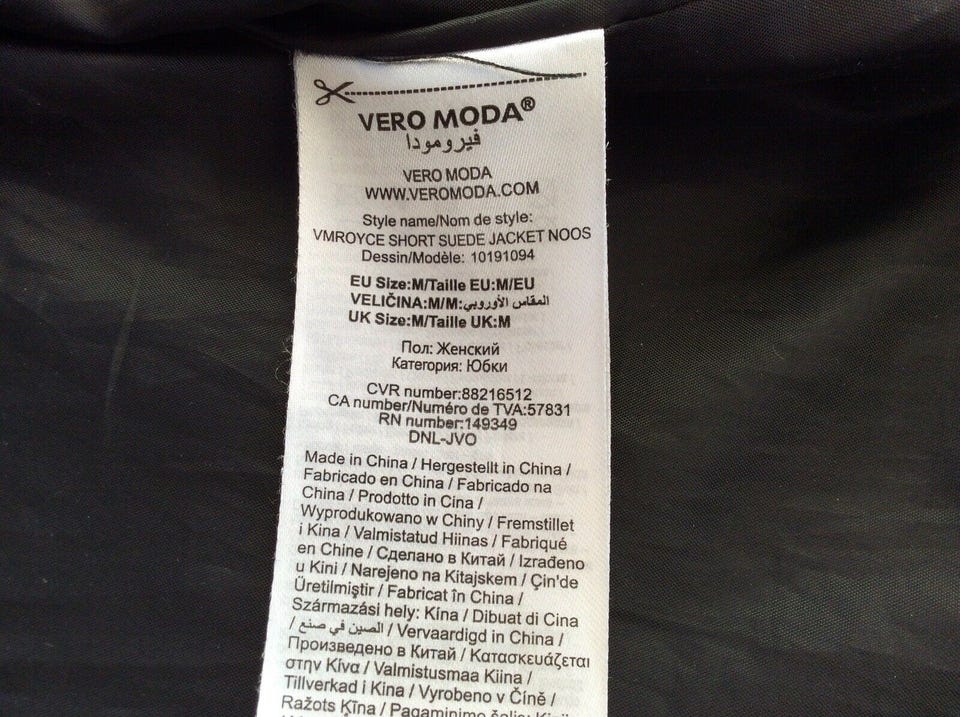 VERO MODA®
فيرومودا
VERO MODA
WWW.VEROMODA.COM
Style name/Nom de style:
VMROYCE SHORT SUEDE JACKET NOOS
Dessin/Modèle: 10191094
EU Size:M/Taille EU:M/EU
VELIČINA:M/M:المقاس الأوروبي
UK Size:M/Taille UK:M
Пол: Женский
Категория: Юбки
CVR number:88216512
CA number/Numéro de TVA:57831
RN number:149349
DNL-JVO
Made in China / Hergestellt in China /
Fabricado en China / Fabricado na
China / Prodotto in Cina /
Wyprodukowano w Chiny / Fremstillet
i Kina / Valmistatud Hiinas / Fabriqué
en Chine / Сделано в Китай / Izrađeno
u Kini / Narejeno na Kitajskem / Çin'de
Üretilmiştir / Fabricat în China /
Származási hely: Kína / Dibuat di Cina
/ الصين في صنع / Vervaardigd in China /
Произведено в Китай / Κατασκευάζεται
στην Κίνα / Valmistusmaa Kiina /
Tillverkad i Kina / Vyrobeno v Číně /
Ražots Ķīna / Pagaminimo šalis: